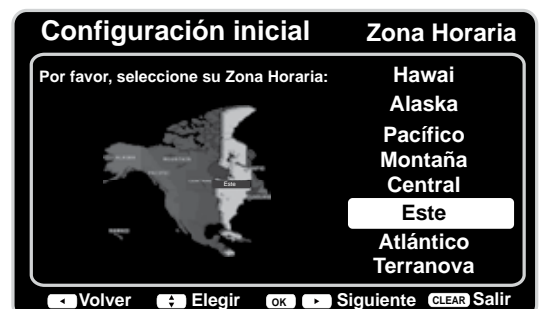 Configuración inicial Zona Horaria
Por favor, seleccione su Zona Horaria:
Hawai
Alaska
Pacífico
Montaña
Central
Este
Atlántico
Terranova
Este
Volver Elegir OK Siguiente CLEAR Salir